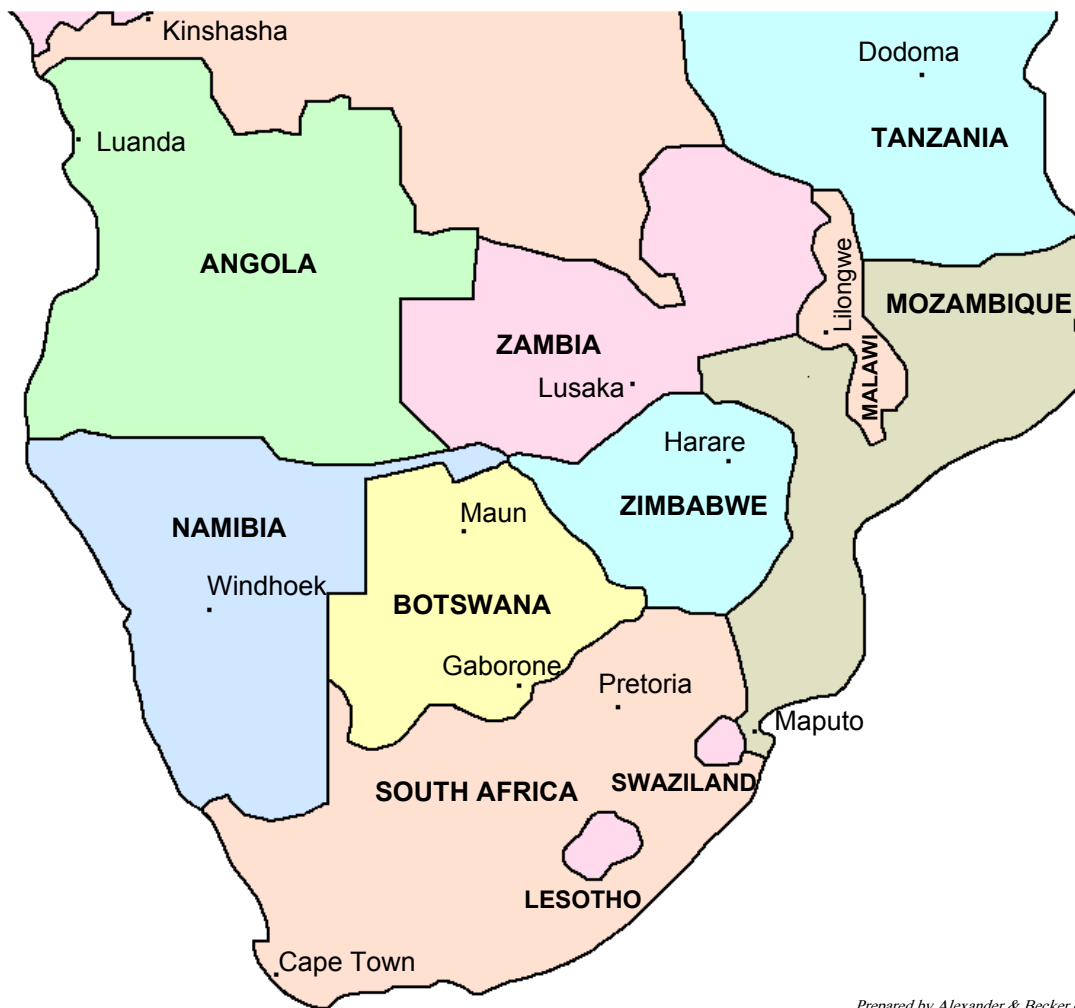 Kinshasha
Dodoma
Luanda
TANZANIA
ANGOLA
Lilongwe
MOZAMBIQUE
ZAMBIA
MALAWI
Lusaka
Harare
ZIMBABWE
Maun
NAMIBIA
Windhoek
BOTSWANA
Gaborone
Pretoria
Maputo
SWAZILAND
SOUTH AFRICA
LESOTHO
Cape Town
Prepared by Alexander & Becker